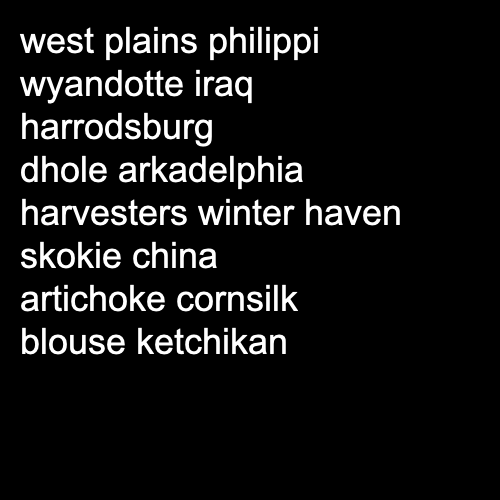 west plains philippi
wyandotte iraq
harrodsburg
dhole arkadelphia
harvesters winter haven
skokie china
artichoke cornsilk
blouse ketchikan